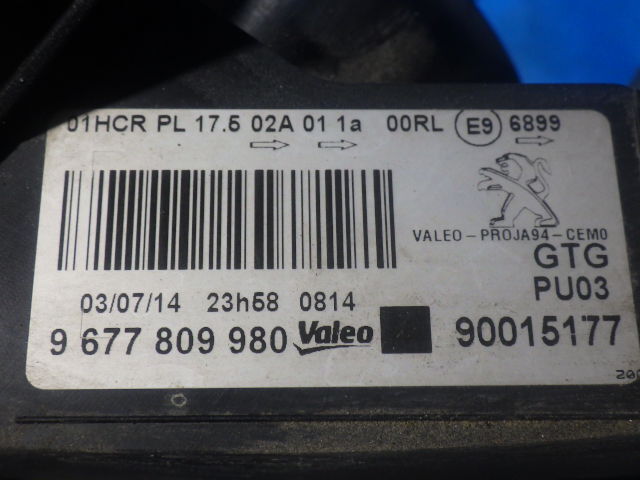 01HCR PL 17.5 02A 01 1a 00RL E9 6899
VALEO-PROJA94-CEM0
GTG
PU03
03/07/14 23h58 0814
9 677 809 980 Valeo 90015177